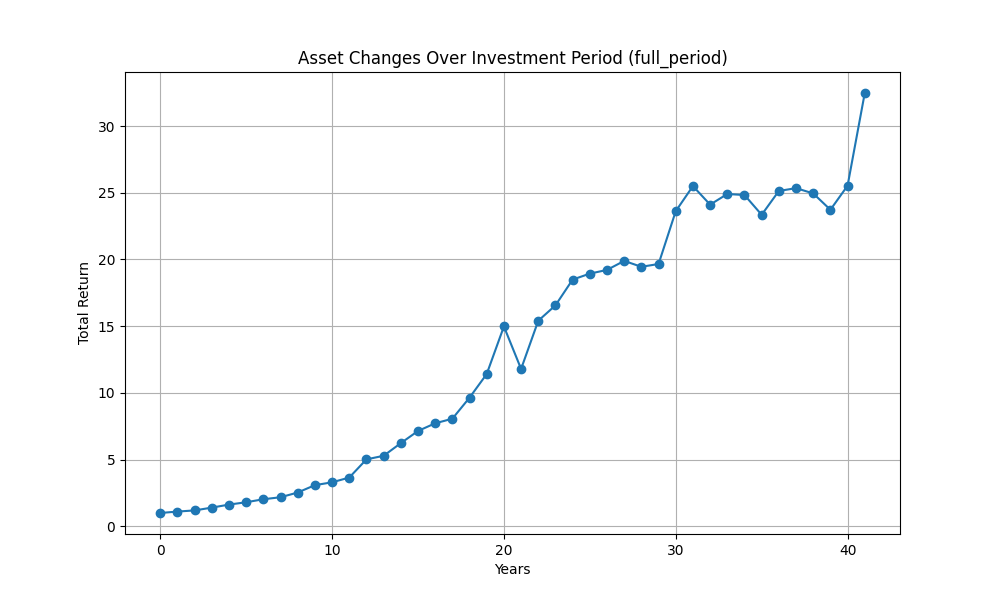 Asset Changes Over Investment Period (full_period)
Total Return
30
25
20
15
10
5
0
0 10 20 30 40
Years